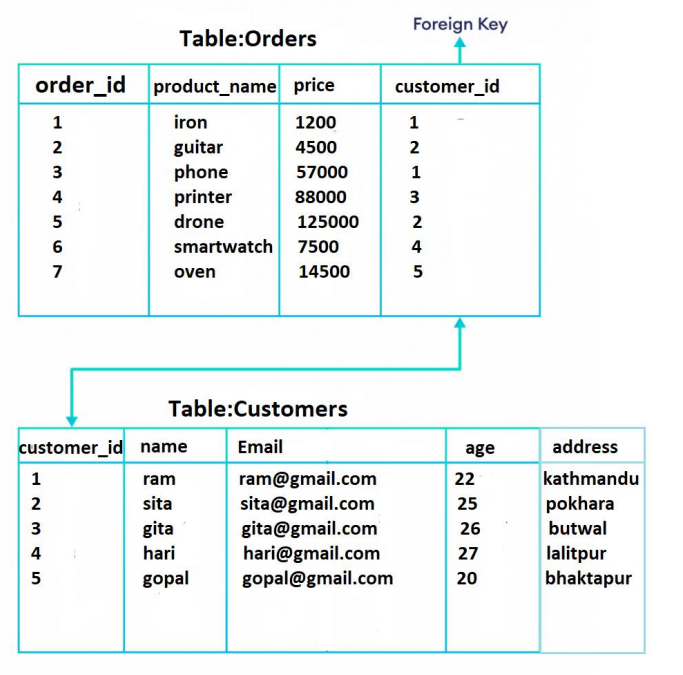 Foreign Key
Table:Orders
order_id product_name price customer_id
1 iron 1200 1
2 guitar 4500 2
3 phone 57000 1
4 printer 88000 3
5 drone 125000 2
6 smartwatch 7500 4
7 oven 14500 5
Table:Customers
customer_id name Email age address
1 ram ram@gmail.com 22 kathmandu
2 sita sita@gmail.com 25 pokhara
3 gita gita@gmail.com 26 butwal
4 hari hari@gmail.com 27 lalitpur
5 gopal gopal@gmail.com 20 bhaktapur